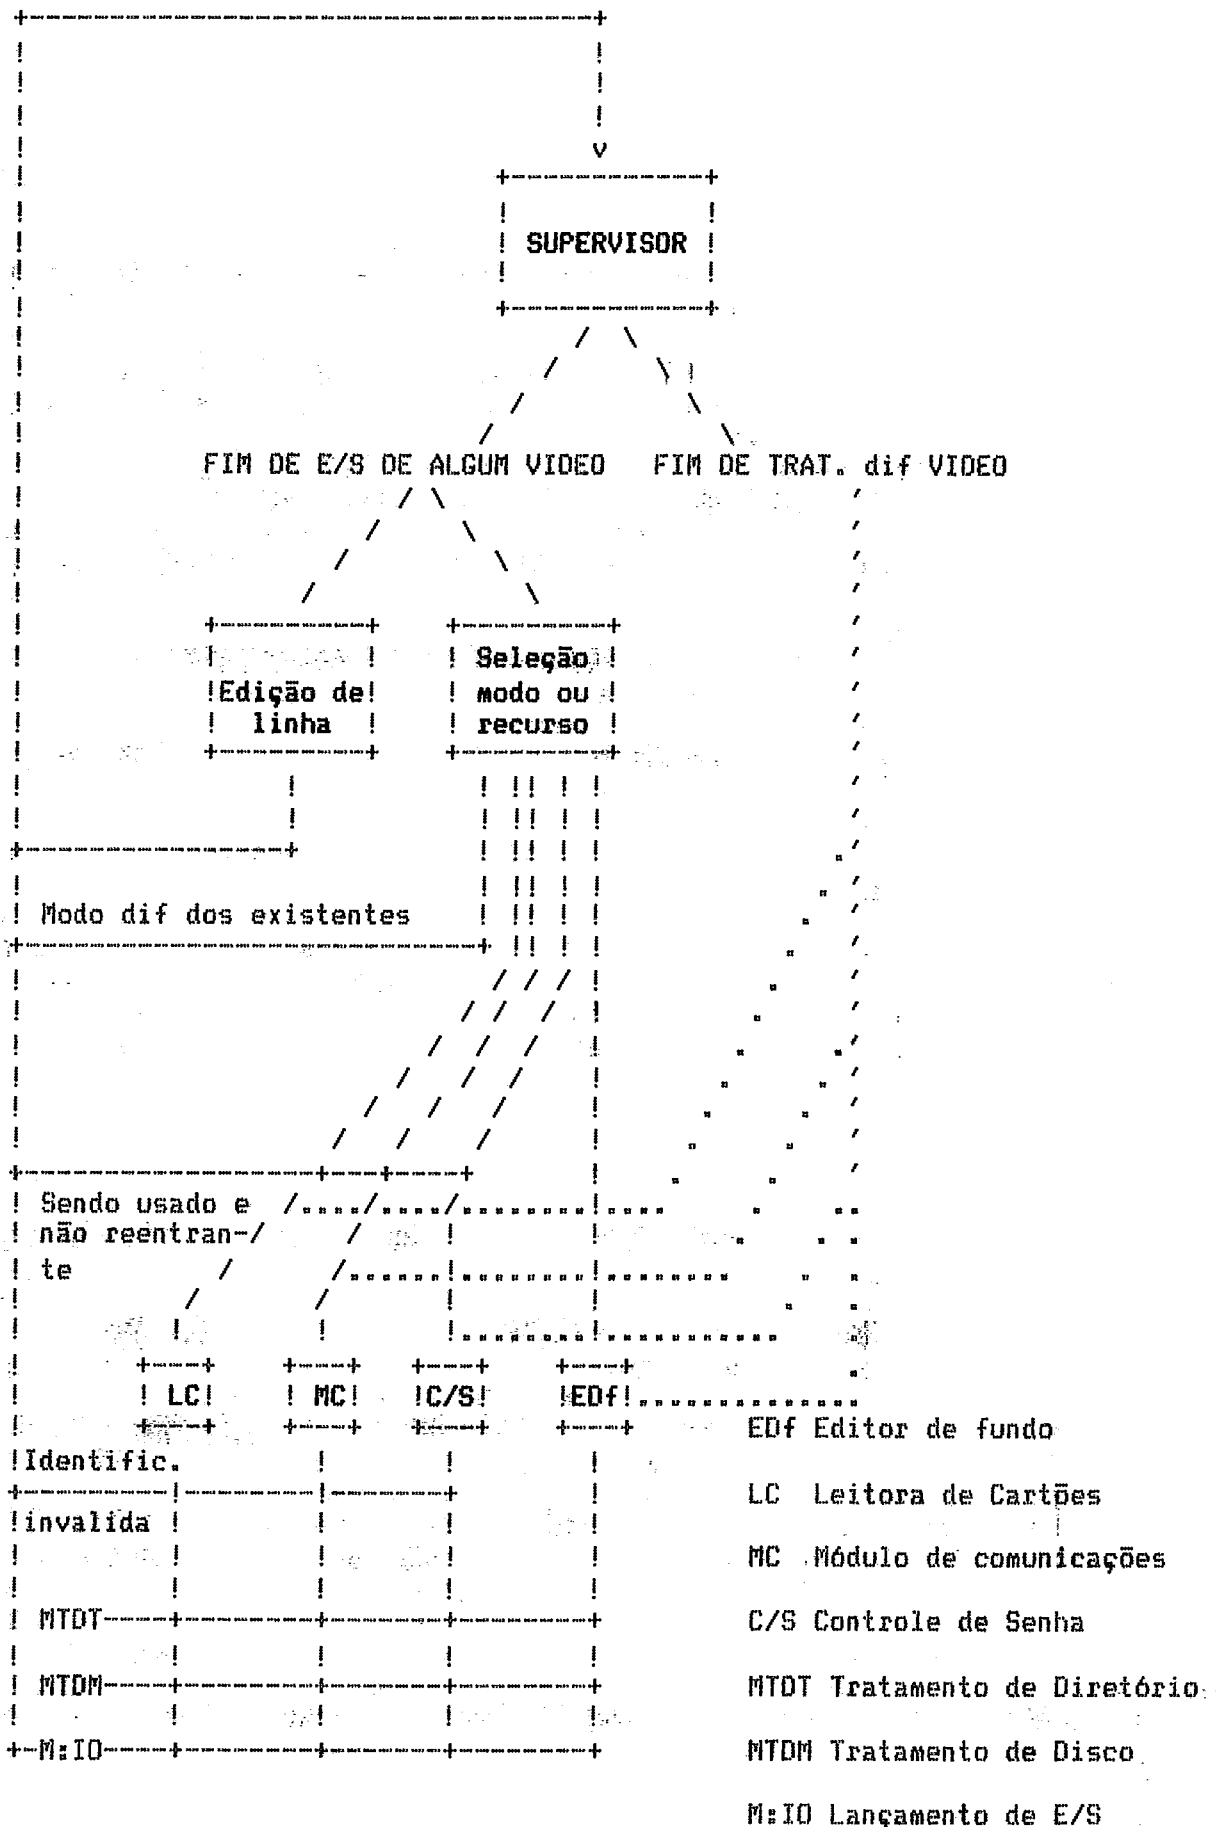 SUPERVISOR
FIM DE E/S DE ALGUM VIDEO FIM DE TRAT. dif VIDEO
Edição de
linha
Seleção
modo ou
recurso
Modo dif dos existentes
Sendo usado e
não reentran-
te
LC MC C/S EDf
Identific.
invalida
MTDT
MTDM
M:IO
EDf Editor de fundo
LC Leitora de Cartões
MC Módulo de comunicações
C/S Controle de Senha
MTDT Tratamento de Diretório
MTDM Tratamento de Disco
M:IO Lançamento de E/S